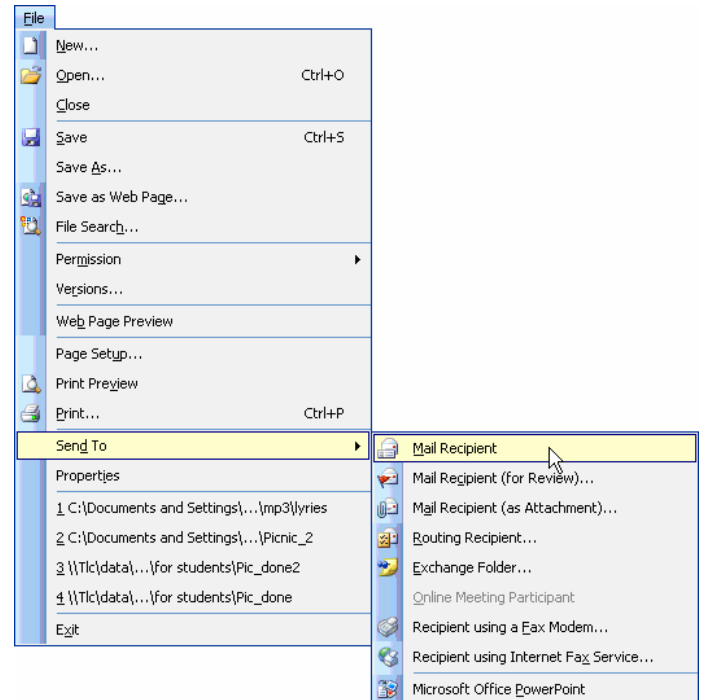 File
New...
Open... Ctrl+O
Close
Save Ctrl+S
Save As...
Save as Web Page...
File Search...
Permission
Versions...
Web Page Preview
Page Setup...
Print Preview
Print... Ctrl+P
Send To
Properties
1 C:\Documents and Settings\...\mp3\lyries
2 C:\Documents and Settings\...\Picnic_2
3 \\Tlc\data\...\for students\Pic_done2
4 \\Tlc\data\...\for students\Pic_done
Exit
Mail Recipient
Mail Recipient (for Review)...
Mail Recipient (as Attachment)...
Routing Recipient...
Exchange Folder...
Online Meeting Participant
Recipient using a Fax Modem...
Recipient using Internet Fax Service...
Microsoft Office PowerPoint